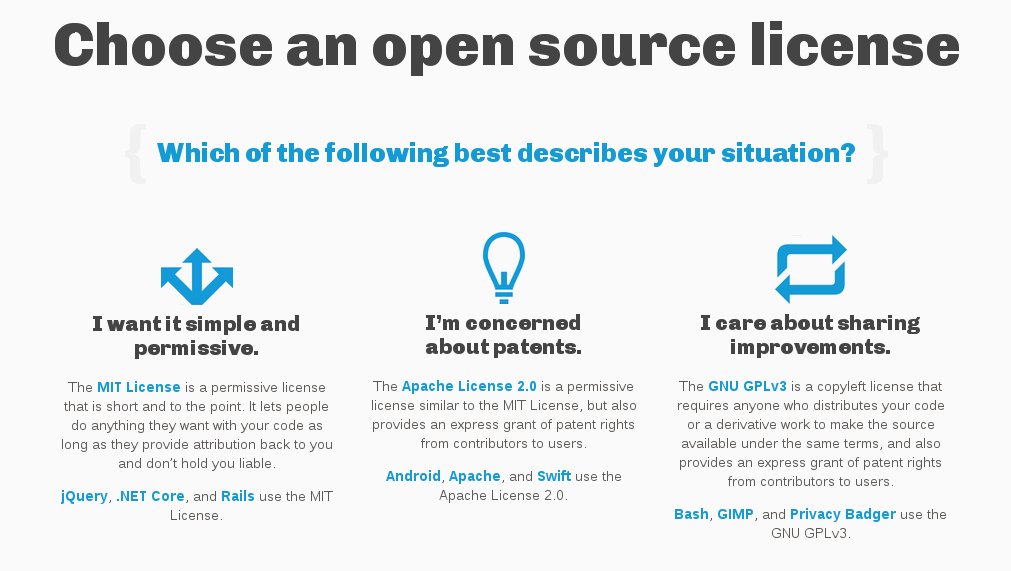 Choose an open source license
{ Which of the following best describes your situation? }
I want it simple and
permissive.
The MIT License is a permissive license
that is short and to the point. It lets people
do anything they want with your code as
long as they provide attribution back to you
and don’t hold you liable.
jQuery, .NET Core, and Rails use the MIT
License.
I’m concerned
about patents.
The Apache License 2.0 is a permissive
license similar to the MIT License, but also
provides an express grant of patent rights
from contributors to users.
Android, Apache, and Swift use the
Apache License 2.0.
I care about sharing
improvements.
The GNU GPLv3 is a copyleft license that
requires anyone who distributes your code
or a derivative work to make the source
available under the same terms, and also
provides an express grant of patent rights
from contributors to users.
Bash, GIMP, and Privacy Badger use the
GNU GPLv3.